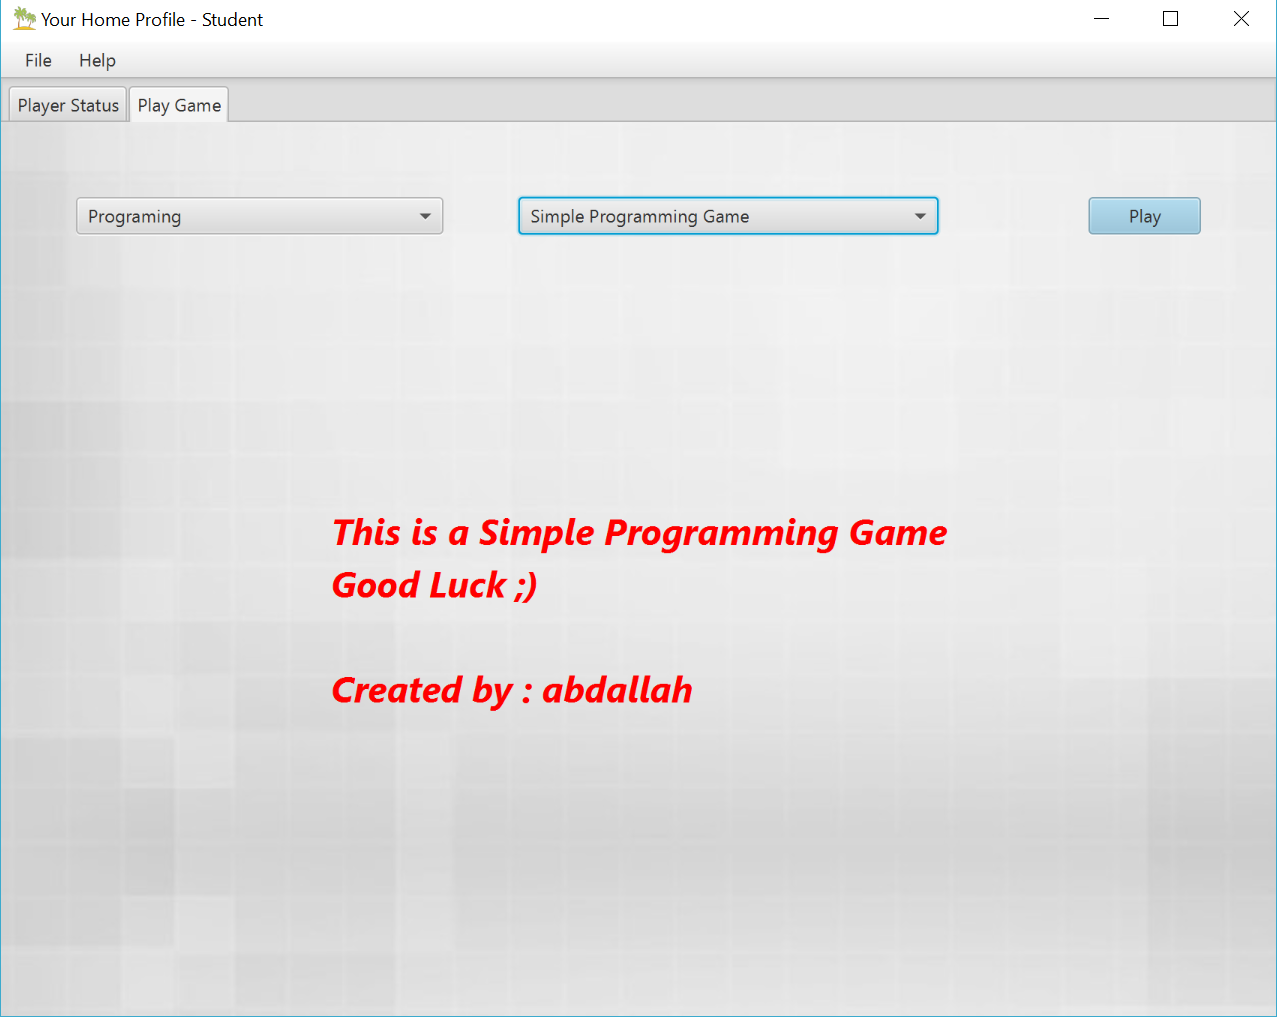 Your Home Profile - Student
File Help
Player Status Play Game
Programing Simple Programming Game Play
This is a Simple Programming Game
Good Luck ;)
Created by : abdallah